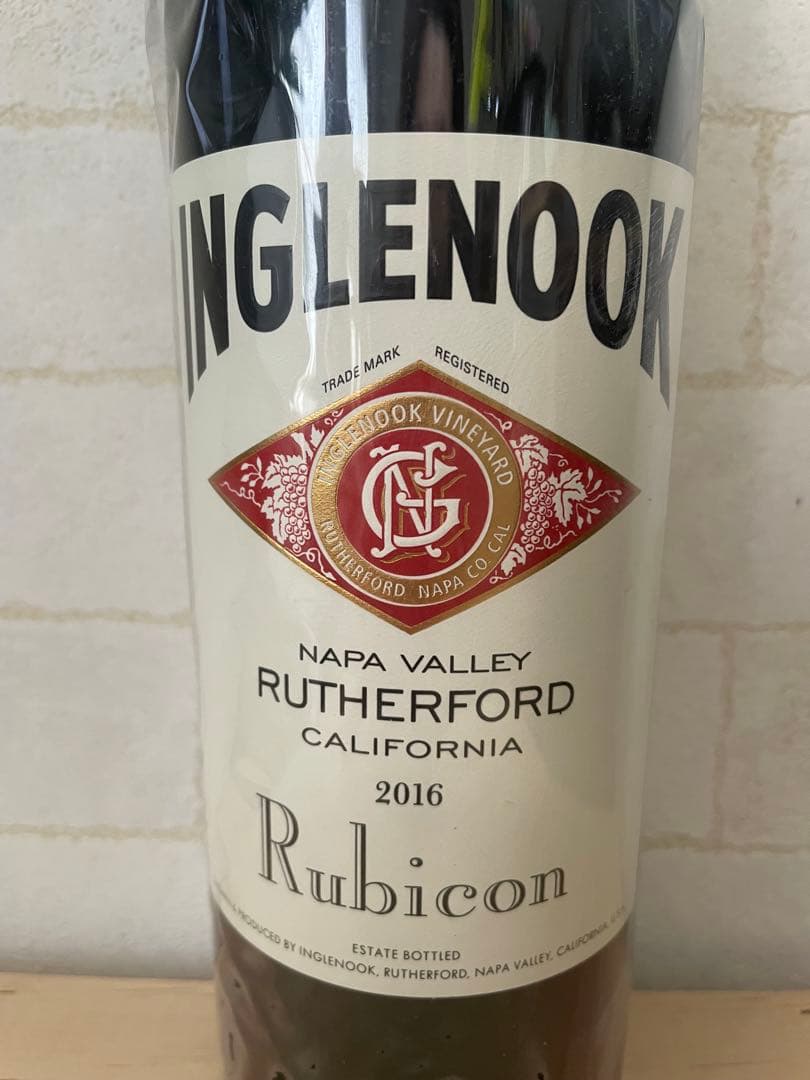 INGLENOOK
TRADE MARK REGISTERED
INGLENOOK VINEYARD
RUTHERFORD NAPA CO. CAL
NAPA VALLEY
RUTHERFORD
CALIFORNIA
2016
Rubicon
ESTATE BOTTLED
PRODUCED BY INGLENOOK, RUTHERFORD, NAPA VALLEY, CALIFORNIA, U.S.A.